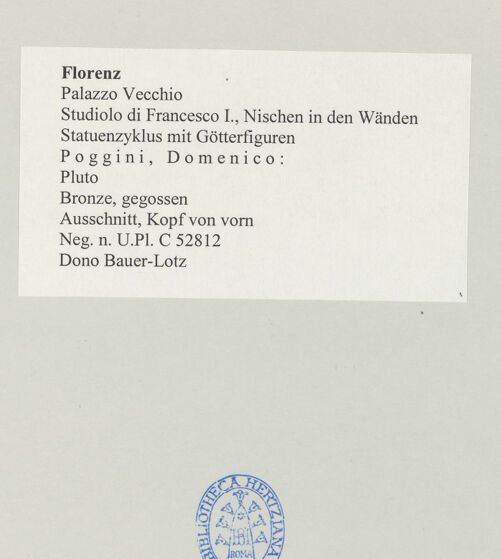 Florenz
Palazzo Vecchio
Studiolo di Francesco I., Nischen in den Wänden
Statuenzyklus mit Götterfiguren
Poggini, Domenico:
Pluto
Bronze, gegossen
Ausschnitt, Kopf von vorn
Neg. n. U.Pl. C 52812
Dono Bauer-Lotz
BIBLIOTHECA HERTZIANA
BH
ROMA